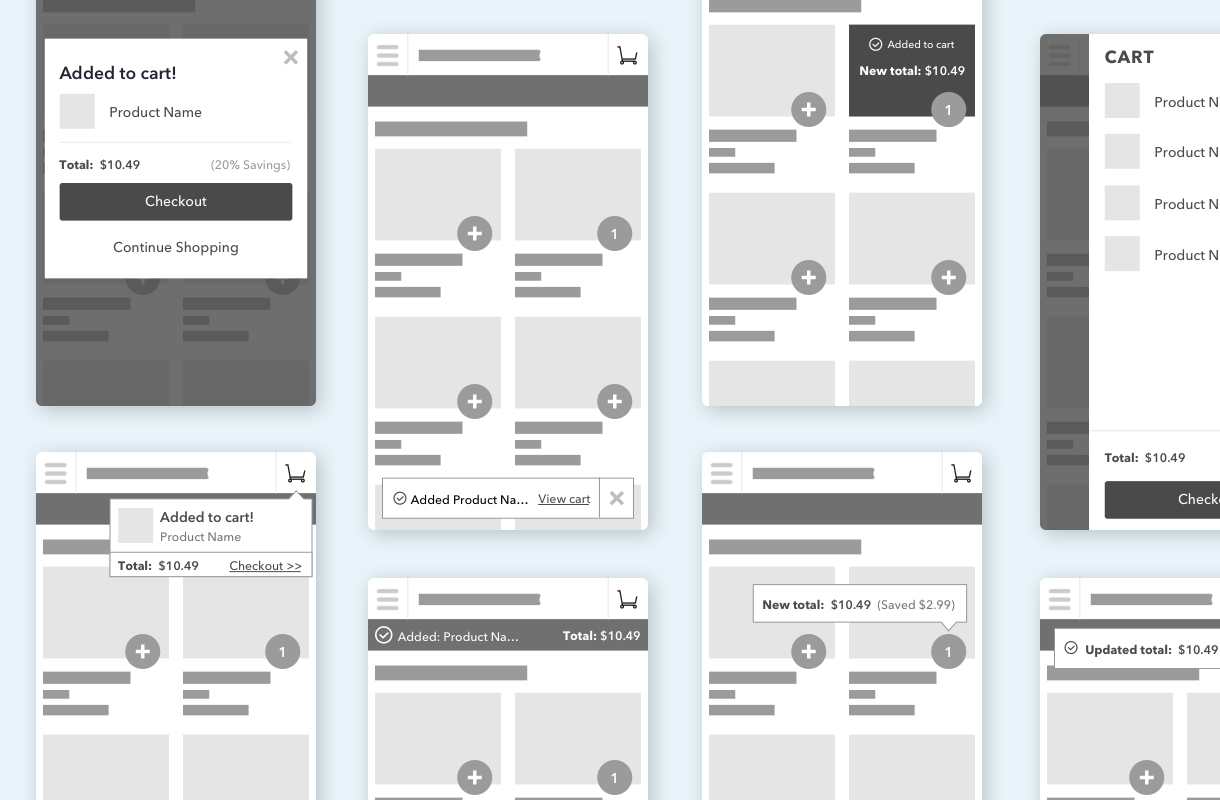 Added to cart!
Product Name
Total: $10.49 (20% Savings)
Checkout
Continue Shopping
Added to cart!
Product Name
Total: $10.49 Checkout >>
1
1
Added Product Na... View cart
Added: Product Na... Total: $10.49
1
Added to cart
New total: $10.49
1
New total: $10.49 (Saved $2.99)
1
CART
Product N
Product N
Product N
Product N
Total: $10.49
Check
Updated total: $10.49